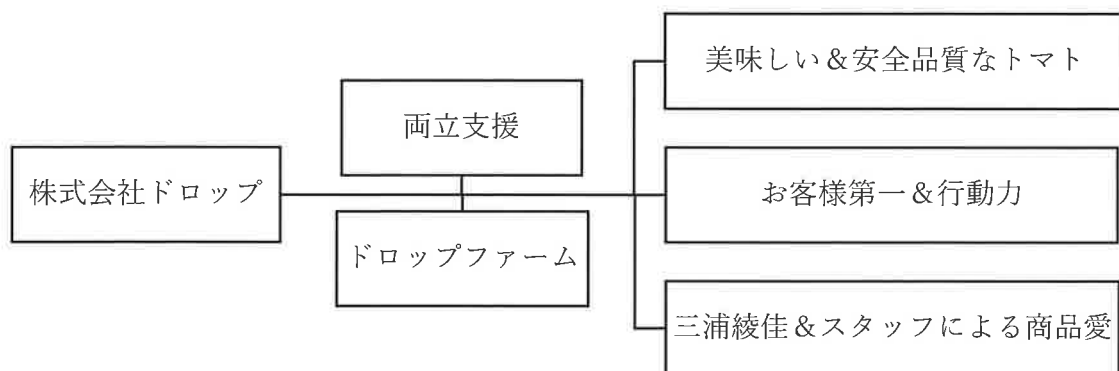 株式会社ドロップ
両立支援
ドロップファーム
美味しい＆安全品質なトマト
お客様第一＆行動力
三浦綾佳＆スタッフによる商品愛